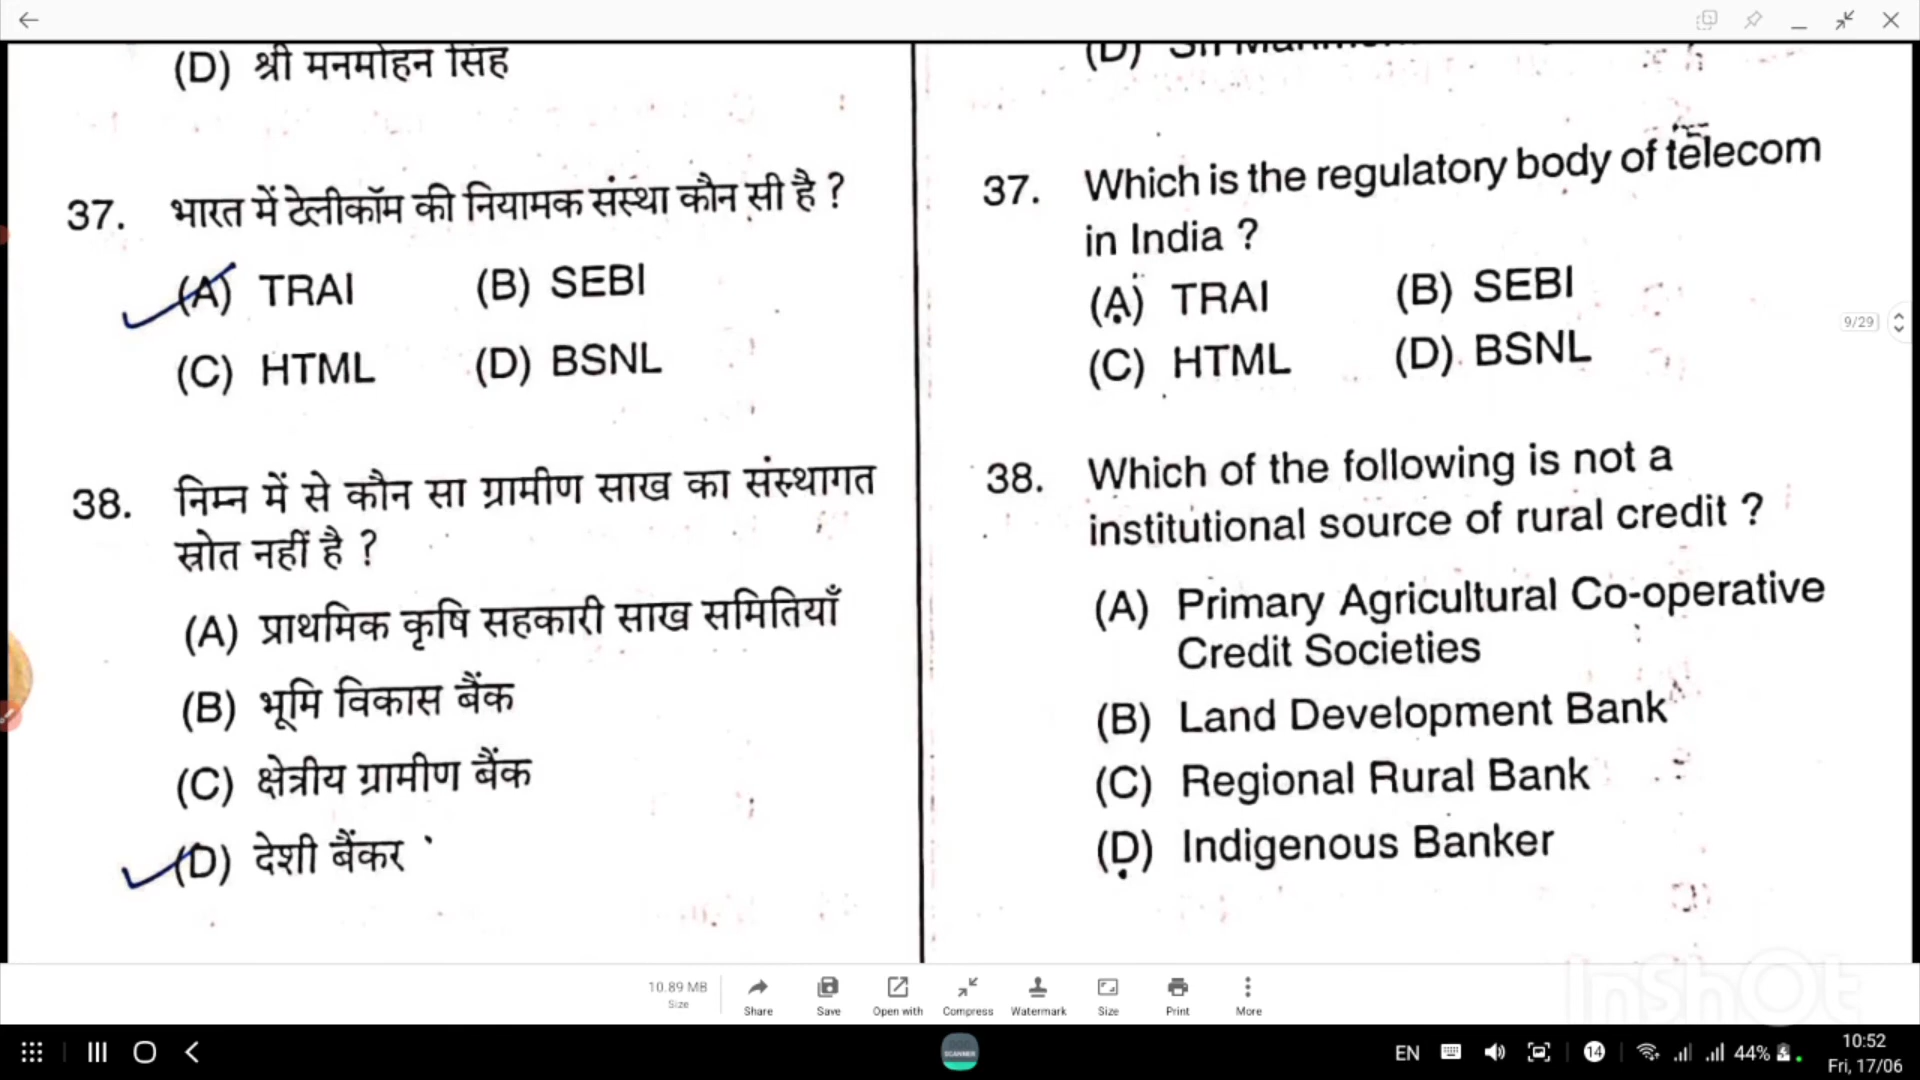 (D) श्री मनमोहन सिंह
37. भारत में टेलीकॉम की नियामक संस्था कौन सी है ?
(A) TRAI (B) SEBI
(C) HTML (D) BSNL
38. निम्न में से कौन सा ग्रामीण साख का संस्थागत
स्रोत नहीं है ?
(A) प्राथमिक कृषि सहकारी साख समितियाँ
(B) भूमि विकास बैंक
(C) क्षेत्रीय ग्रामीण बैंक
(D) देशी बैंकर
(D)
37. Which is the regulatory body of telecom
in India ?
(A) TRAI (B) SEBI
(C) HTML (D) BSNL
38. Which of the following is not a
institutional source of rural credit ?
(A) Primary Agricultural Co-operative
Credit Societies
(B) Land Development Bank
(C) Regional Rural Bank
(D) Indigenous Banker
9/29
10.89 MB
Size
Share Save Open with Compress Watermark Size Print More
InShOt
SCANNER
EN 14 44% 10:52
Fri, 17/06